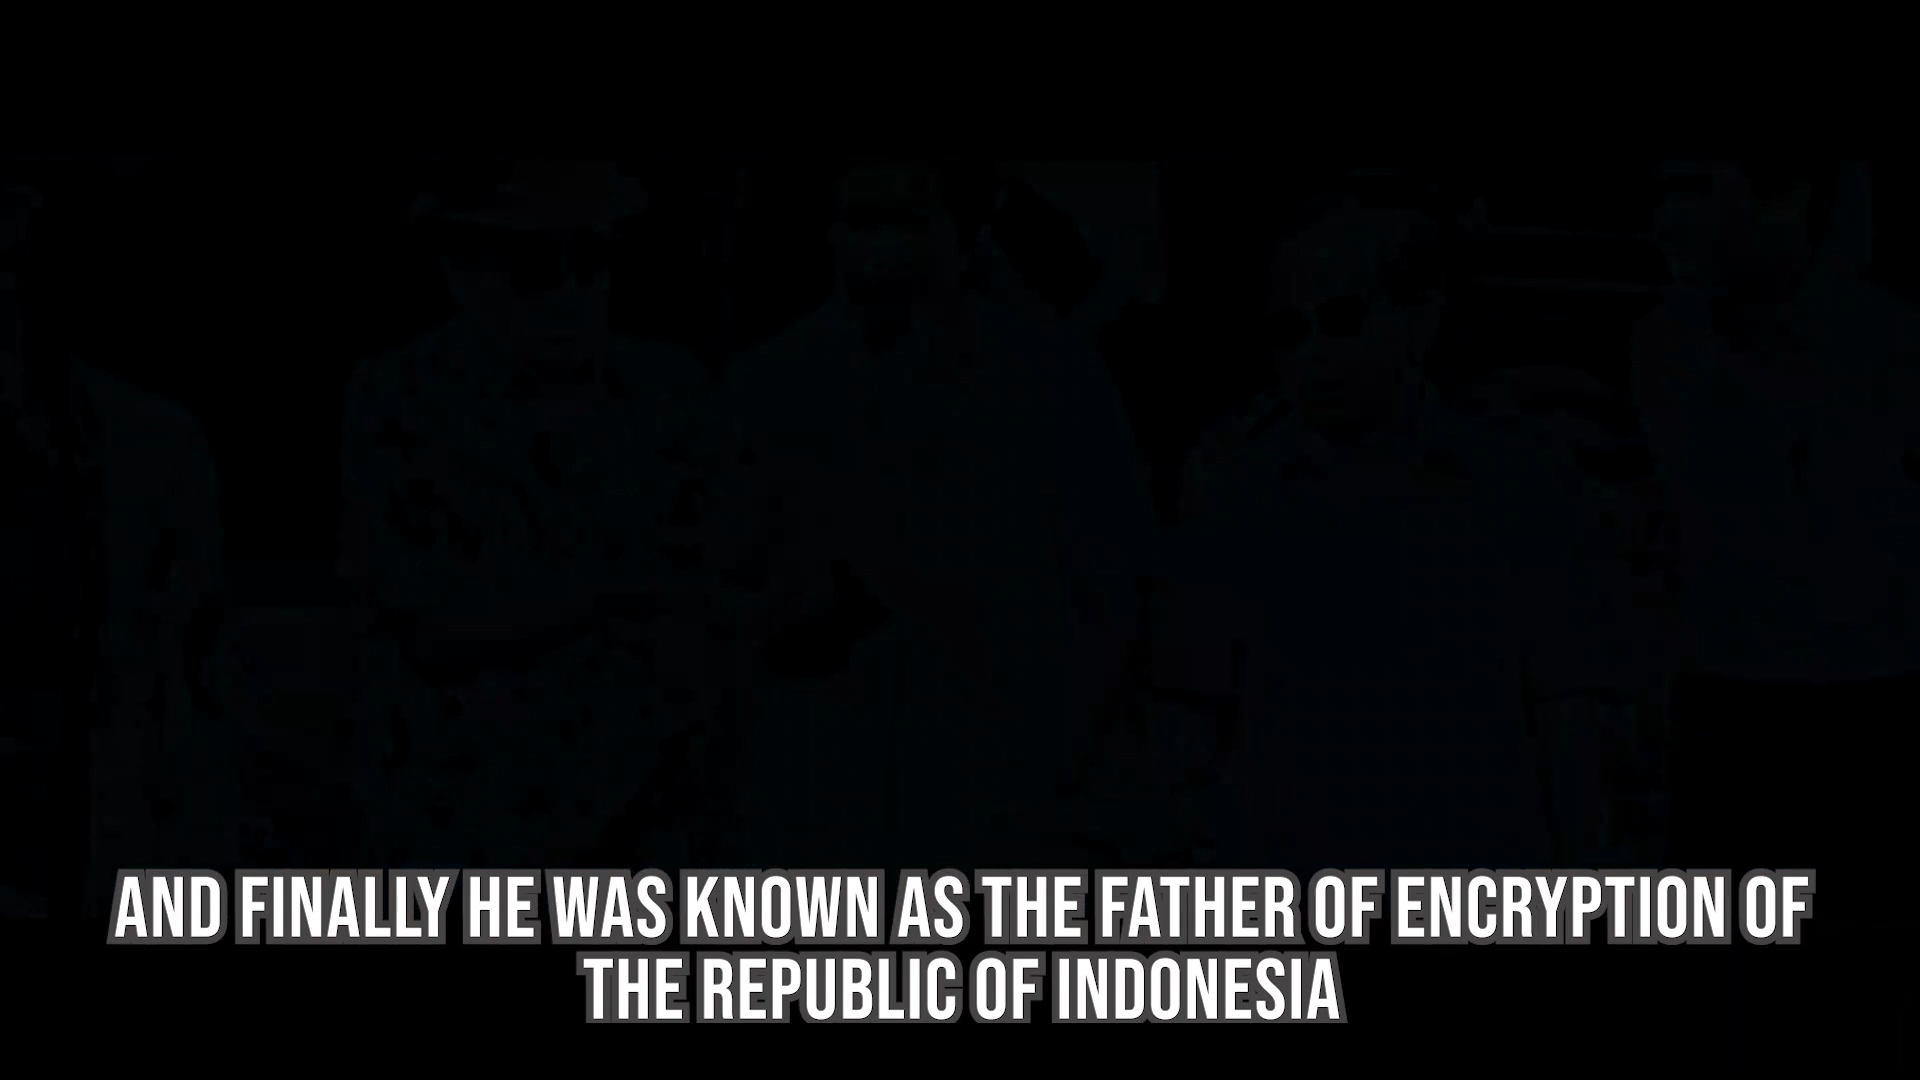 AND FINALLY HE WAS KNOWN AS THE FATHER OF ENCRYPTION OF
THE REPUBLIC OF INDONESIA